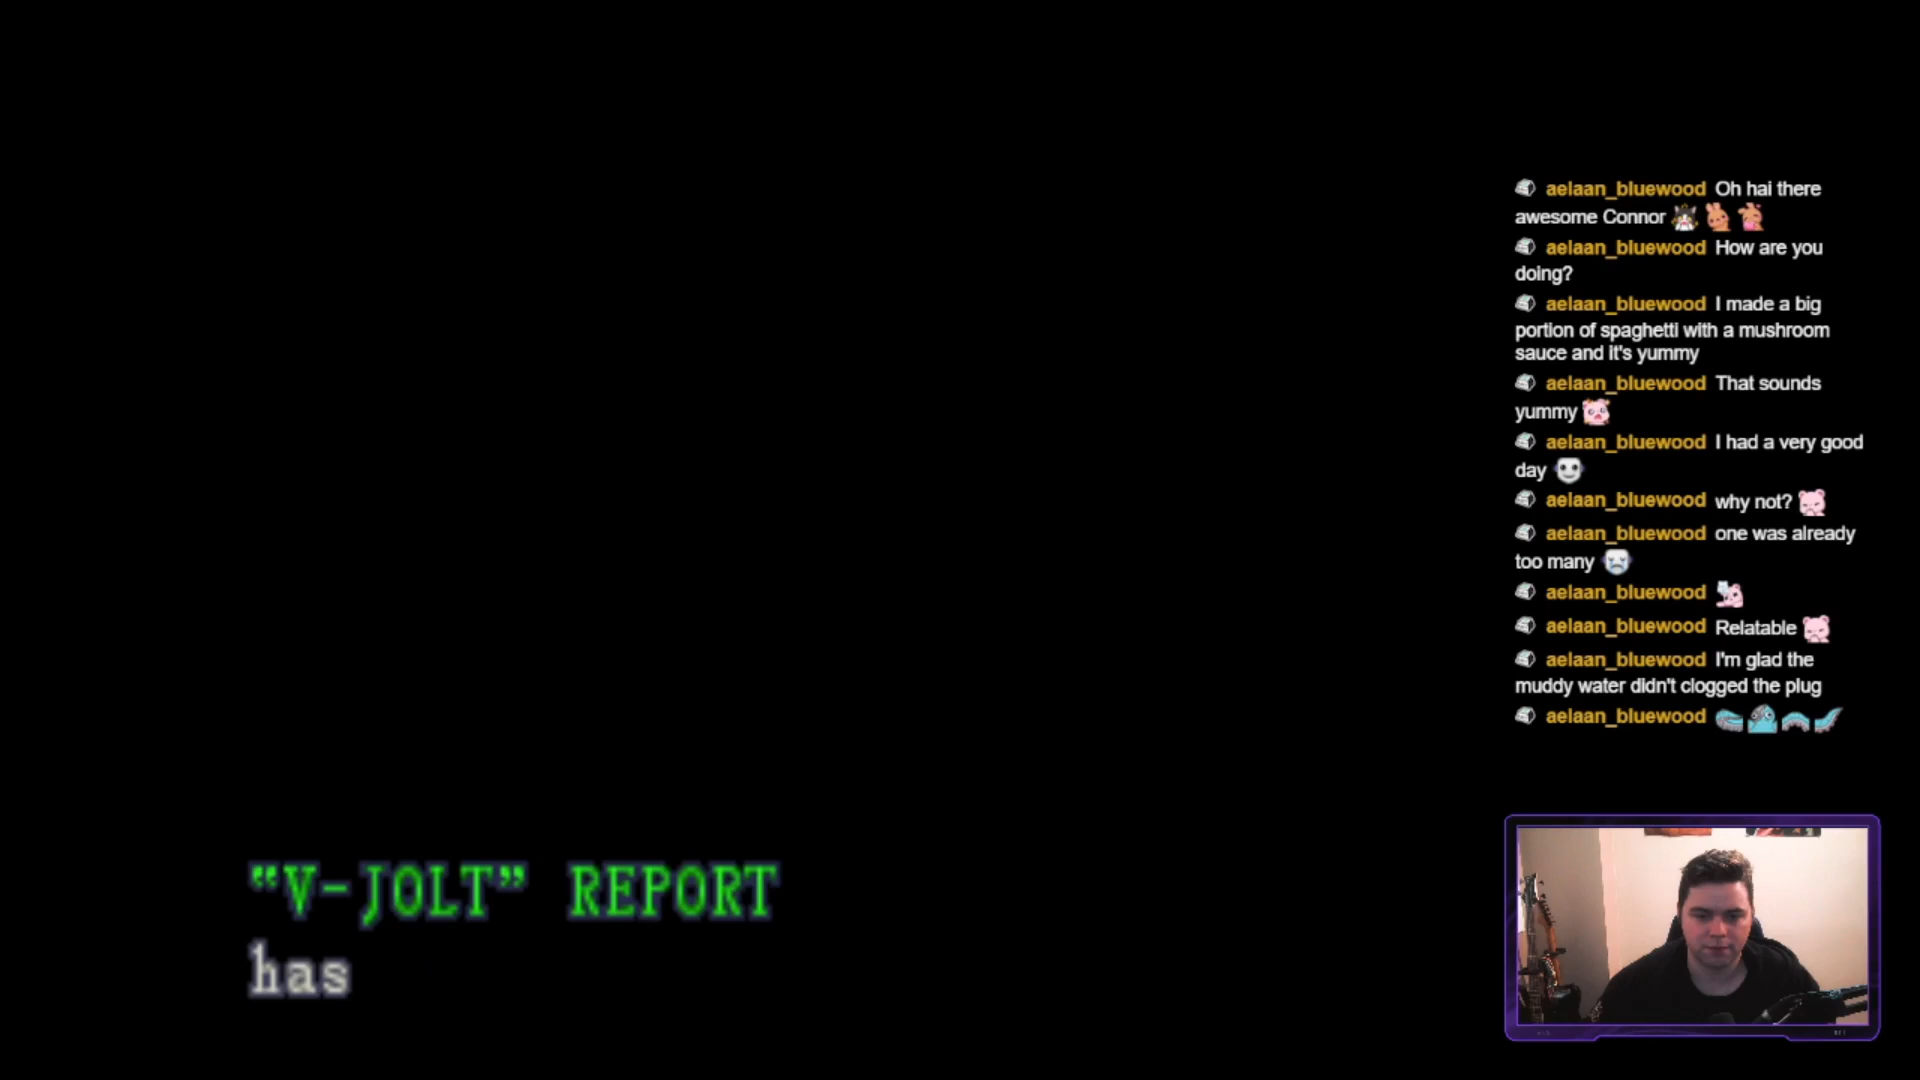 aelaan_bluewood Oh hai there
awesome Connor
aelaan_bluewood How are you
doing?
aelaan_bluewood I made a big
portion of spaghetti with a mushroom
sauce and it's yummy
aelaan_bluewood That sounds
yummy
aelaan_bluewood I had a very good
day
aelaan_bluewood why not?
aelaan_bluewood one was already
too many
aelaan_bluewood
aelaan_bluewood Relatable
aelaan_bluewood I'm glad the
muddy water didn't clogged the plug
aelaan_bluewood
“V-JOLT” REPORT
has